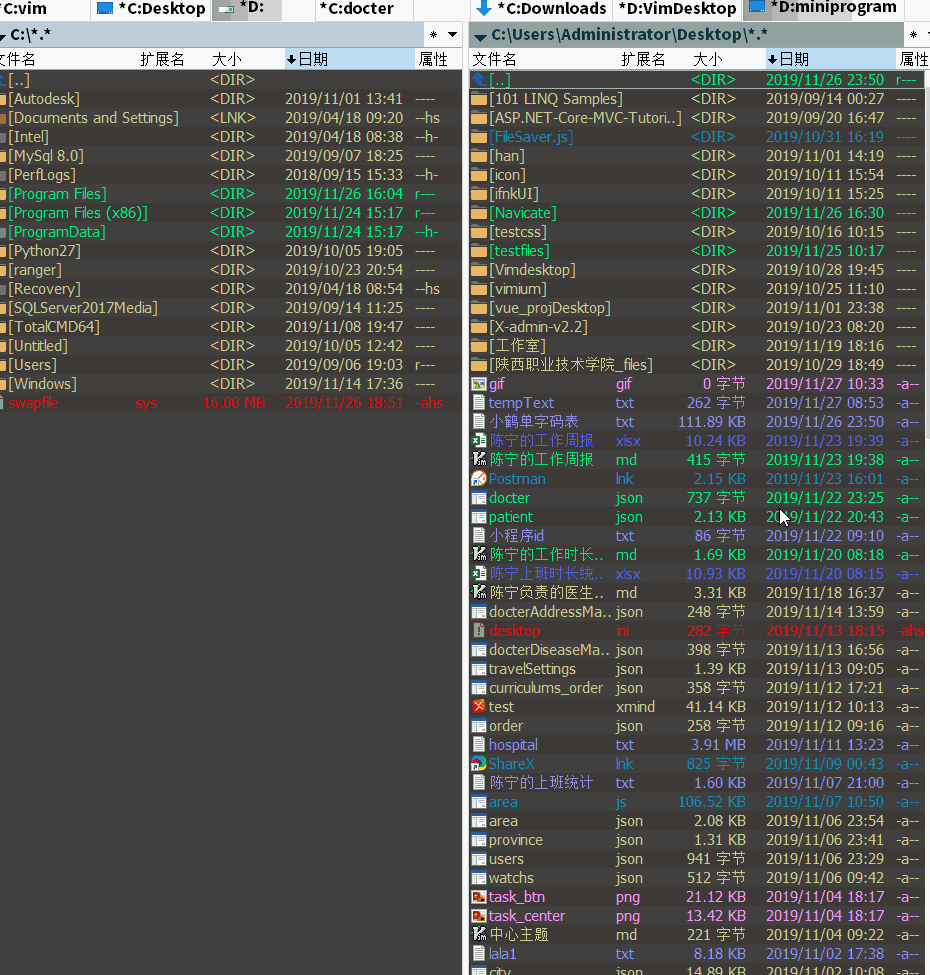 C:vim *C:Desktop *D: *C:docter
C:\*.* * 
文件名 扩展名 大小 日期 属性
[..] <DIR>
[Autodesk] <DIR> 2019/11/01 13:41 ----
[Documents and Settings] <LNK> 2019/04/18 09:20 --hs
[Intel] <DIR> 2019/04/18 08:38 --h-
[MySql 8.0] <DIR> 2019/09/07 18:25 ----
[PerfLogs] <DIR> 2018/09/15 15:33 --h-
[Program Files] <DIR> 2019/11/26 16:04 r---
[Program Files (x86)] <DIR> 2019/11/24 15:17 r---
[ProgramData] <DIR> 2019/11/24 15:17 --h-
[Python27] <DIR> 2019/10/05 19:05 ----
[ranger] <DIR> 2019/10/23 20:54 ----
[Recovery] <DIR> 2019/04/18 08:54 --hs
[SQLServer2017Media] <DIR> 2019/09/14 11:25 ----
[TotalCMD64] <DIR> 2019/11/08 19:47 ----
[Untitled] <DIR> 2019/10/05 12:42 ----
[Users] <DIR> 2019/09/06 19:03 r---
[Windows] <DIR> 2019/11/14 17:36 ----
swapfile sys 16.00 MB 2019/11/26 18:51 -ahs
*C:Downloads *D:VimDesktop *D:miniprogram
C:\Users\Administrator\Desktop\*.* *
文件名 扩展名 大小 日期 属性
[..] <DIR> 2019/11/26 23:50 r---
[101 LINQ Samples] <DIR> 2019/09/14 00:27 ----
[ASP.NET-Core-MVC-Tutori..] <DIR> 2019/09/20 16:47 ----
[FileSaver.js] <DIR> 2019/10/31 16:19 ----
[han] <DIR> 2019/11/01 14:19 ----
[icon] <DIR> 2019/10/11 15:54 ----
[ifnkUI] <DIR> 2019/10/11 15:25 ----
[Navicate] <DIR> 2019/11/26 16:30 ----
[testcss] <DIR> 2019/10/16 10:15 ----
[testfiles] <DIR> 2019/11/25 10:17 ----
[Vimdesktop] <DIR> 2019/10/28 19:45 ----
[vimium] <DIR> 2019/10/25 11:10 ----
[vue_projDesktop] <DIR> 2019/11/01 23:38 ----
[X-admin-v2.2] <DIR> 2019/10/23 08:20 ----
[工作室] <DIR> 2019/11/19 18:16 ----
[陕西职业技术学院_files] <DIR> 2019/10/29 18:49 ----
gif gif 0 字节 2019/11/27 10:33 -a--
tempText txt 262 字节 2019/11/27 08:53 -a--
小鹤单字码表 txt 111.89 KB 2019/11/26 23:50 -a--
陈宁的工作周报 xlsx 10.24 KB 2019/11/23 19:39 -a--
陈宁的工作周报 md 415 字节 2019/11/23 19:38 -a--
Postman lnk 2.15 KB 2019/11/23 16:01 -a--
docter json 737 字节 2019/11/22 23:25 -a--
patient json 2.13 KB 2019/11/22 20:43 -a--
小程序id txt 86 字节 2019/11/22 09:10 -a--
陈宁的工作时长.. md 1.69 KB 2019/11/20 08:18 -a--
陈宁上班时长统.. xlsx 10.93 KB 2019/11/20 08:15 -a--
陈宁负责的医生.. md 3.31 KB 2019/11/18 16:37 -a--
docterAddressMa.. json 248 字节 2019/11/14 13:59 -a--
desktop ini 282 字节 2019/11/13 18:15 -ahs
docterDiseaseMa.. json 398 字节 2019/11/13 16:56 -a--
travelSettings json 1.39 KB 2019/11/13 09:05 -a--
curriculums_order json 358 字节 2019/11/12 17:21 -a--
test xmind 41.14 KB 2019/11/12 10:13 -a--
order json 258 字节 2019/11/12 09:16 -a--
hospital txt 3.91 MB 2019/11/11 13:23 -a--
ShareX lnk 825 字节 2019/11/09 00:43 -a--
陈宁的上班统计 txt 1.60 KB 2019/11/07 21:00 -a--
area js 106.52 KB 2019/11/07 10:50 -a--
area json 2.08 KB 2019/11/06 23:54 -a--
province json 1.31 KB 2019/11/06 23:41 -a--
users json 941 字节 2019/11/06 23:29 -a--
watchs json 512 字节 2019/11/06 09:42 -a--
task_btn png 21.12 KB 2019/11/04 18:17 -a--
task_center png 13.42 KB 2019/11/04 18:17 -a--
中心主题 md 221 字节 2019/11/04 09:22 -a--
lala1 txt 8.18 KB 2019/11/02 17:38 -a--
city json 14.89 KB 2019/11/02 10:08 -a--